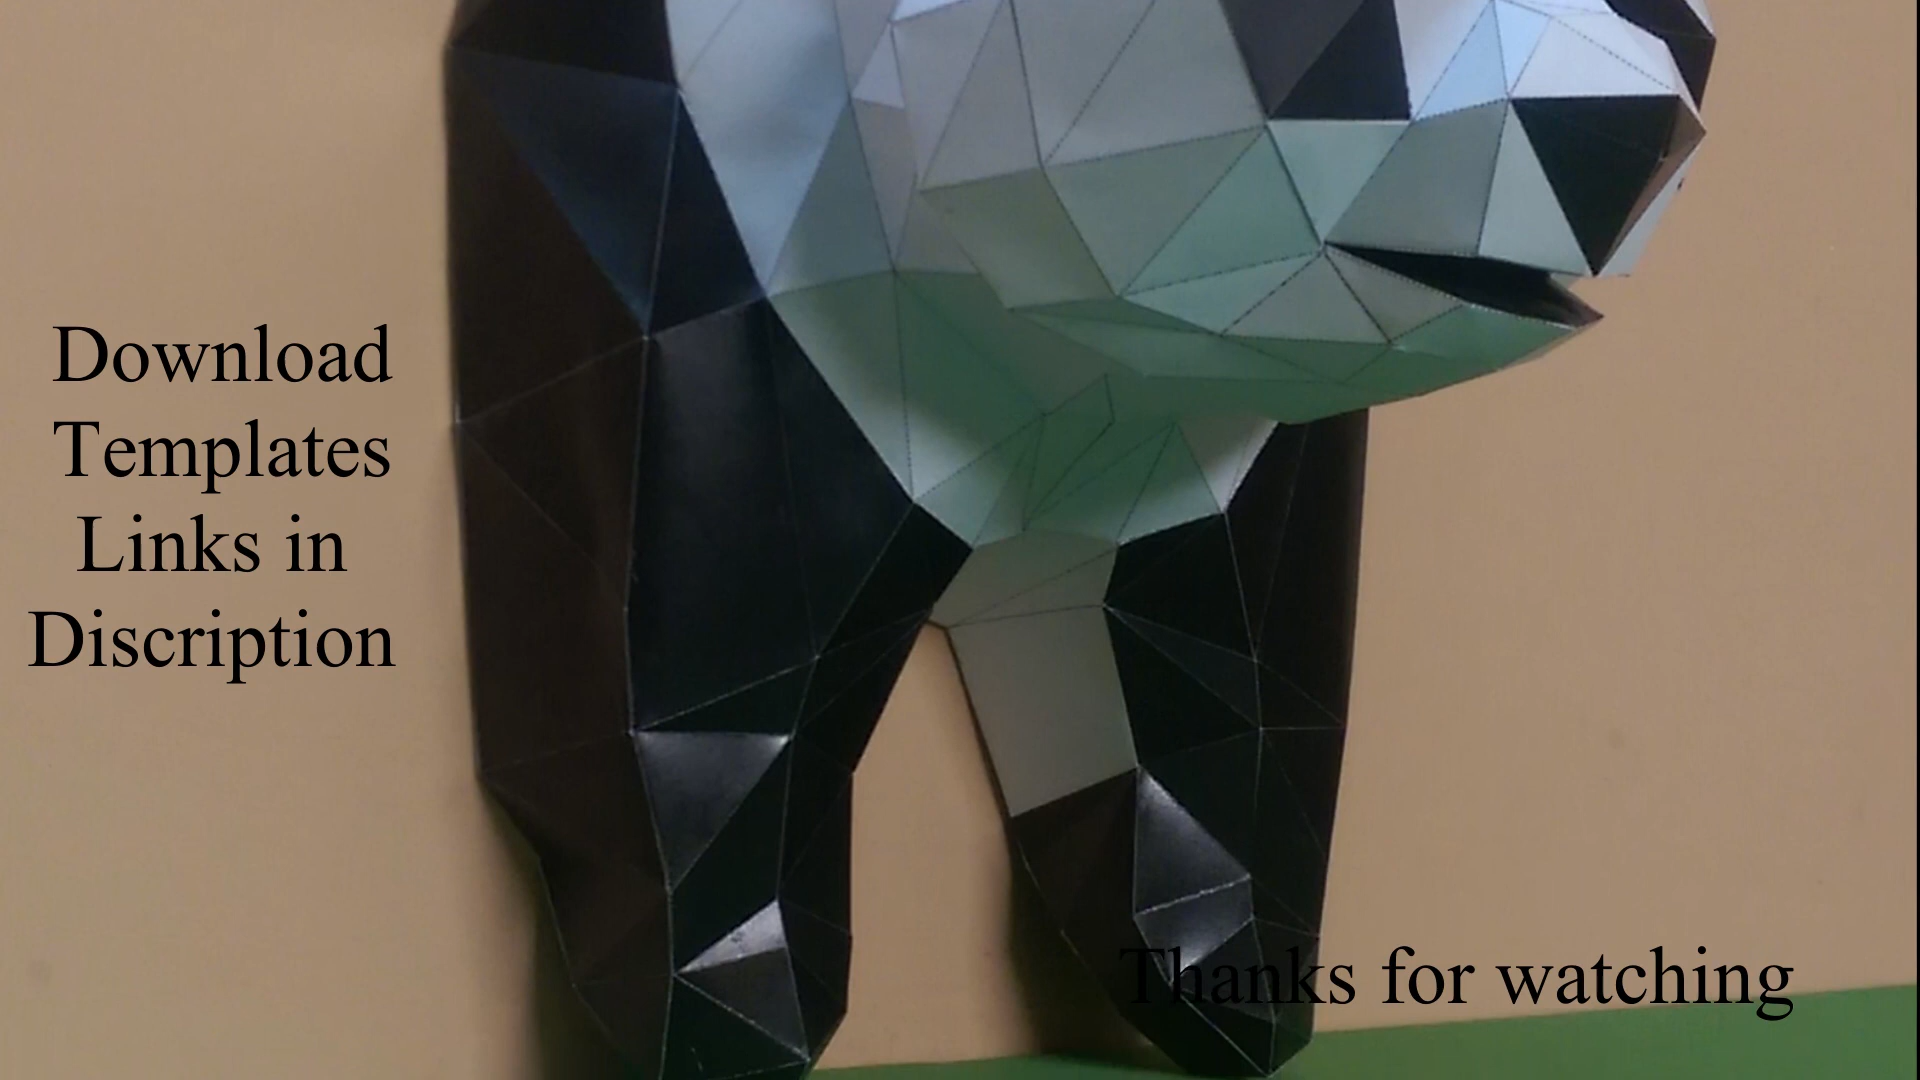 Download
Templates
Links in
Discription
Thanks for watching